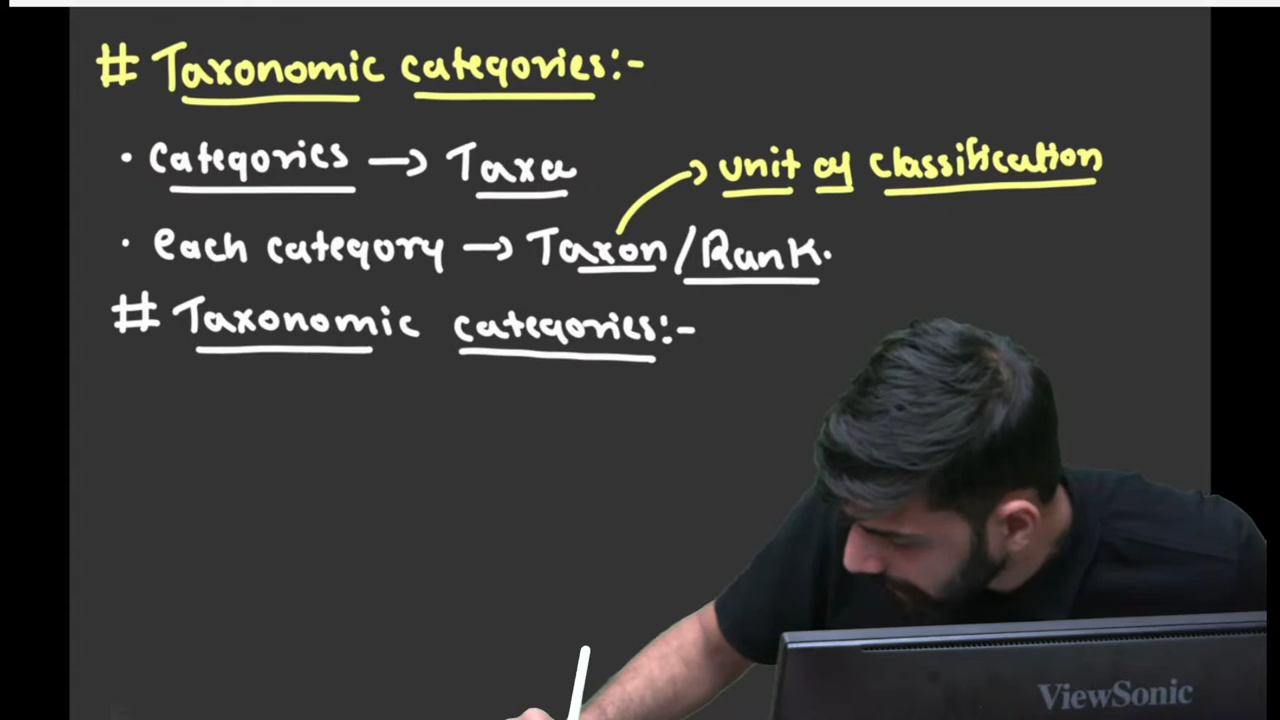 # Taxonomic categories:-
· Categories → Taxa
→ unit of classification
· each category → Taxon/Rank.
# Taxonomic categories:-
ViewSonic